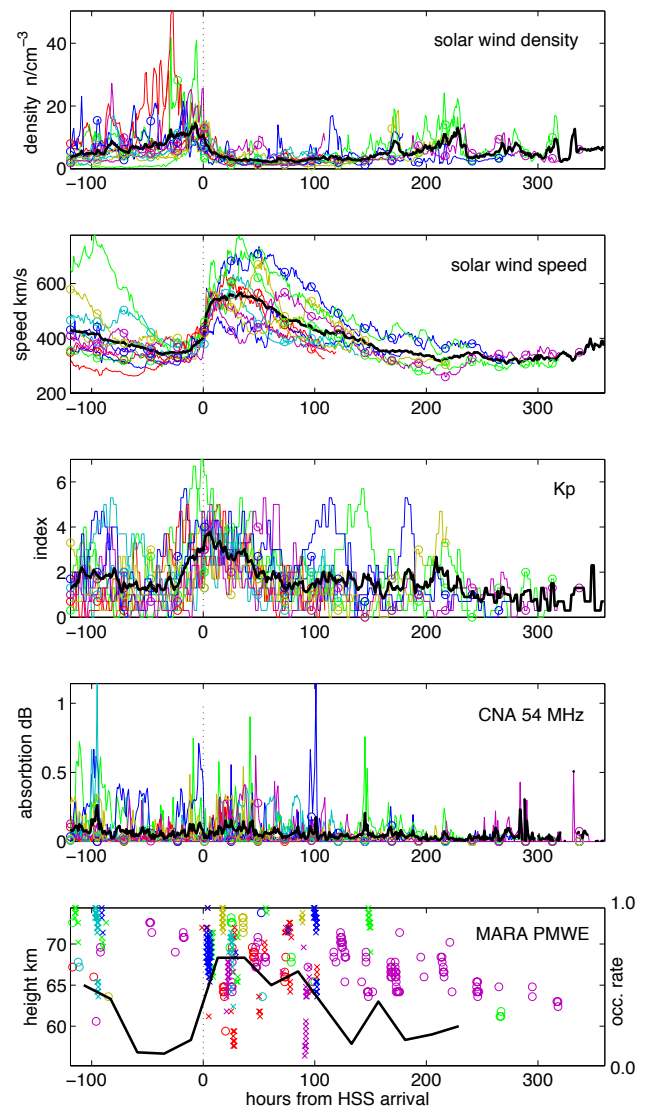 solar wind density
density n/cm⁻³
40
20
0
−100 0 100 200 300
solar wind speed
speed km/s
600
400
200
−100 0 100 200 300
Kp
index
6
4
2
0
−100 0 100 200 300
CNA 54 MHz
absorbtion dB
1
0.5
0
−100 0 100 200 300
MARA PMWE
height km
70
65
60
1.0
occ. rate
0.0
−100 0 100 200 300
hours from HSS arrival